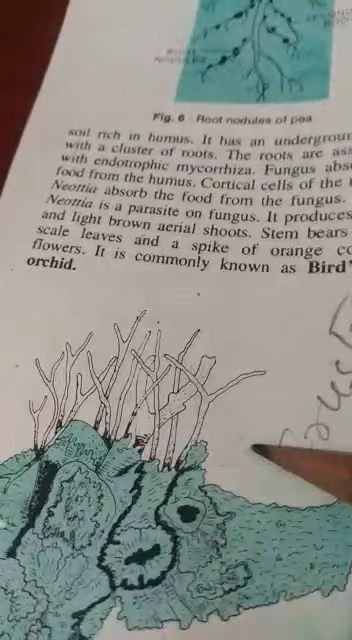 ROOT
NODULES
Fig. 6 Root nodules of pea
soil rich in humus. It has an undergroun
with a cluster of roots. The roots are ass
with endotrophic mycorrhiza. Fungus abs
food from the humus. Cortical cells of the
Neottia absorb the food from the fungus.
Neottia is a parasite on fungus. It produces
and light brown aerial shoots. Stem bears
scale leaves and a spike of orange co
flowers. It is commonly known as Bird'
orchid.